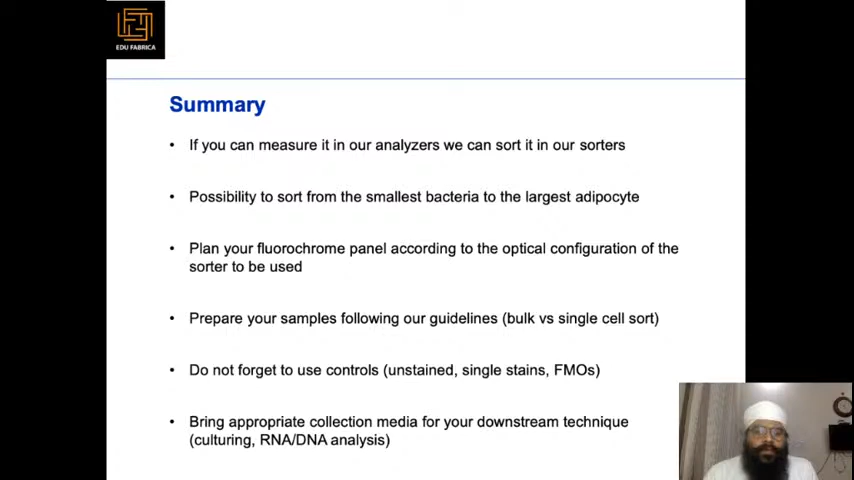 EDU FABRICA
Summary
• If you can measure it in our analyzers we can sort it in our sorters
• Possibility to sort from the smallest bacteria to the largest adipocyte
• Plan your fluorochrome panel according to the optical configuration of the
sorter to be used
• Prepare your samples following our guidelines (bulk vs single cell sort)
• Do not forget to use controls (unstained, single stains, FMOs)
• Bring appropriate collection media for your downstream technique
(culturing, RNA/DNA analysis)